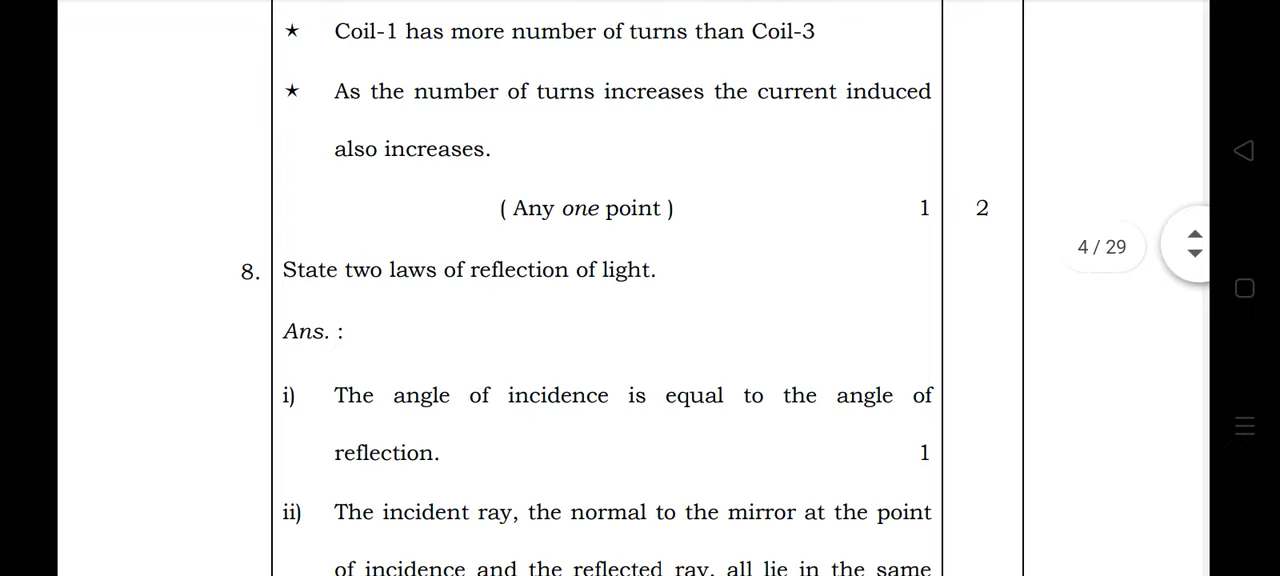 ★ Coil-1 has more number of turns than Coil-3
★ As the number of turns increases the current induced
also increases.
( Any one point ) 1 2
4 / 29
8. State two laws of reflection of light.
Ans. :
i) The angle of incidence is equal to the angle of
reflection. 1
ii) The incident ray, the normal to the mirror at the point
of incidence and the reflected ray, all lie in the same